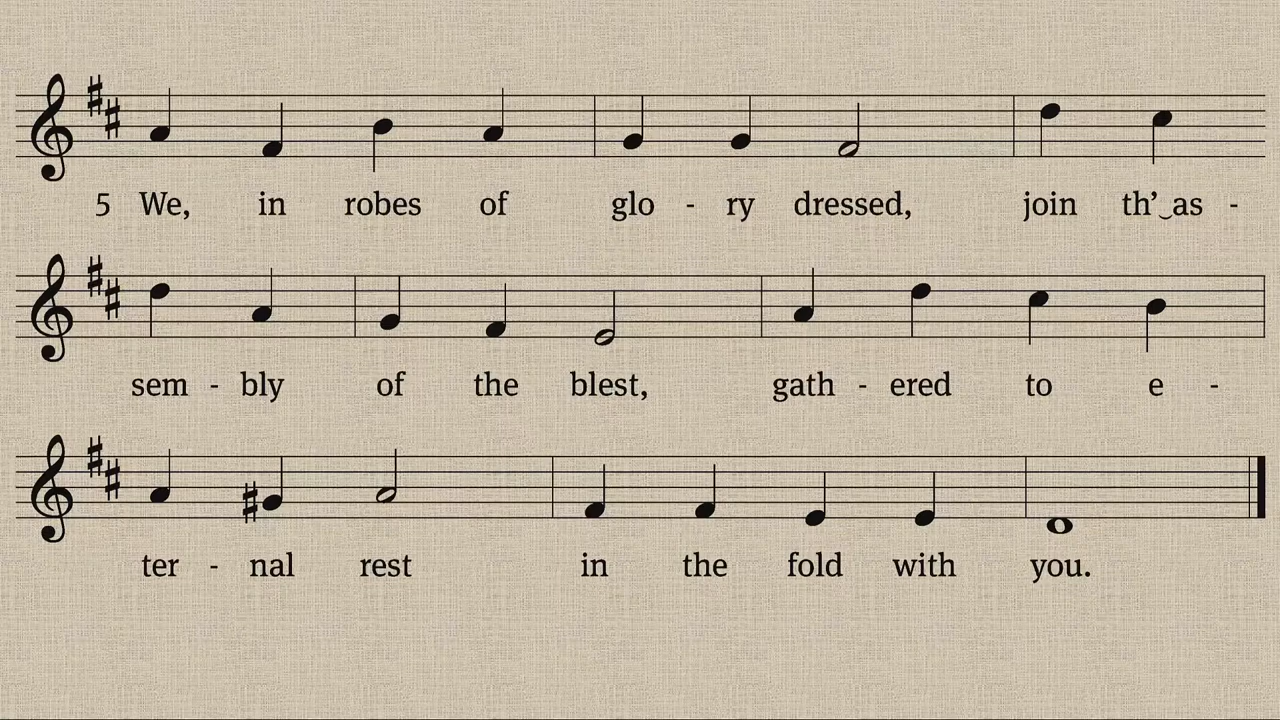 5 We, in robes of glo - ry dressed, join th’‿as -
sem - bly of the blest, gath - ered to e -
ter - nal rest in the fold with you.